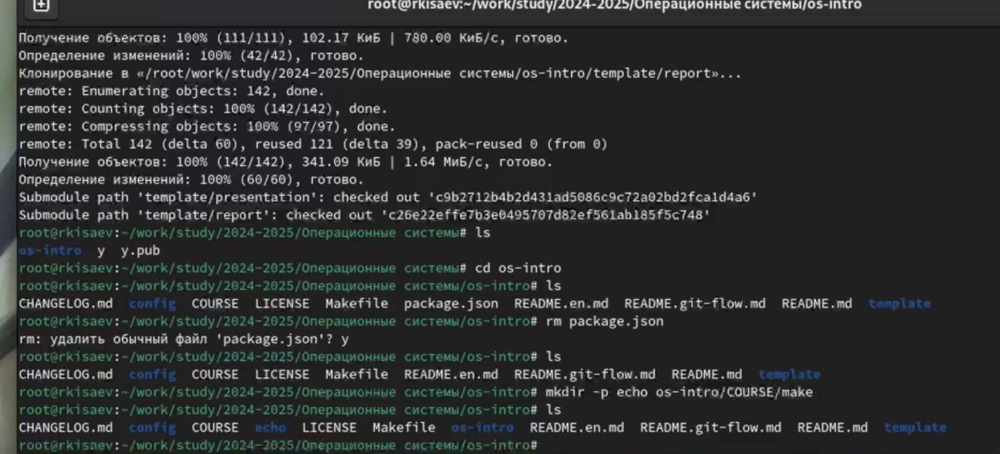 root@rkisaev:~/work/study/2024-2025/Операционные системы/os-intro
Получение объектов: 100% (111/111), 102.17 КиБ | 780.00 КиБ/с, готово.
Определение изменений: 100% (42/42), готово.
Клонирование в «/root/work/study/2024-2025/Операционные системы/os-intro/template/report»...
remote: Enumerating objects: 142, done.
remote: Counting objects: 100% (142/142), done.
remote: Compressing objects: 100% (97/97), done.
remote: Total 142 (delta 60), reused 121 (delta 39), pack-reused 0 (from 0)
Получение объектов: 100% (142/142), 341.09 КиБ | 1.64 МиБ/с, готово.
Определение изменений: 100% (60/60), готово.
Submodule path 'template/presentation': checked out 'c9b2712b4b2d431ad5086c9c72a02bd2fca1d4a6'
Submodule path 'template/report': checked out 'c26e22effe7b3e0495707d82ef561ab185f5c748'
root@rkisaev:~/work/study/2024-2025/Операционные системы# ls
os-intro y y.pub
root@rkisaev:~/work/study/2024-2025/Операционные системы# cd os-intro
root@rkisaev:~/work/study/2024-2025/Операционные системы/os-intro# ls
CHANGELOG.md config COURSE LICENSE Makefile package.json README.en.md README.git-flow.md README.md template
root@rkisaev:~/work/study/2024-2025/Операционные системы/os-intro# rm package.json
rm: удалить обычный файл 'package.json'? y
root@rkisaev:~/work/study/2024-2025/Операционные системы/os-intro# ls
CHANGELOG.md config COURSE LICENSE Makefile README.en.md README.git-flow.md README.md template
root@rkisaev:~/work/study/2024-2025/Операционные системы/os-intro# mkdir -p echo os-intro/COURSE/make
root@rkisaev:~/work/study/2024-2025/Операционные системы/os-intro# ls
CHANGELOG.md config COURSE echo LICENSE Makefile os-intro README.en.md README.git-flow.md README.md template
root@rkisaev:~/work/study/2024-2025/Операционные системы/os-intro#